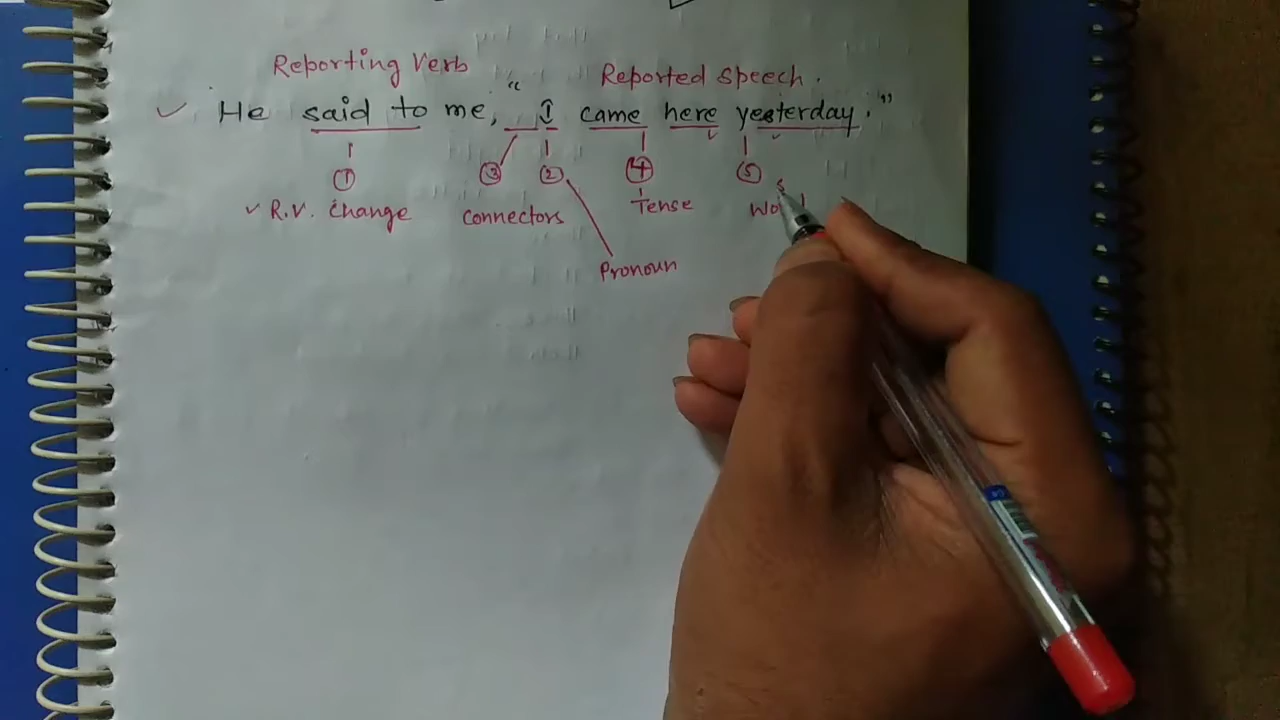 Reporting Verb Reported speech.
✓ He said to me, “I came here yesterday.”
① ③ ② ④ ⑤
✓ R.V. Change Connectors Tense
Pronoun